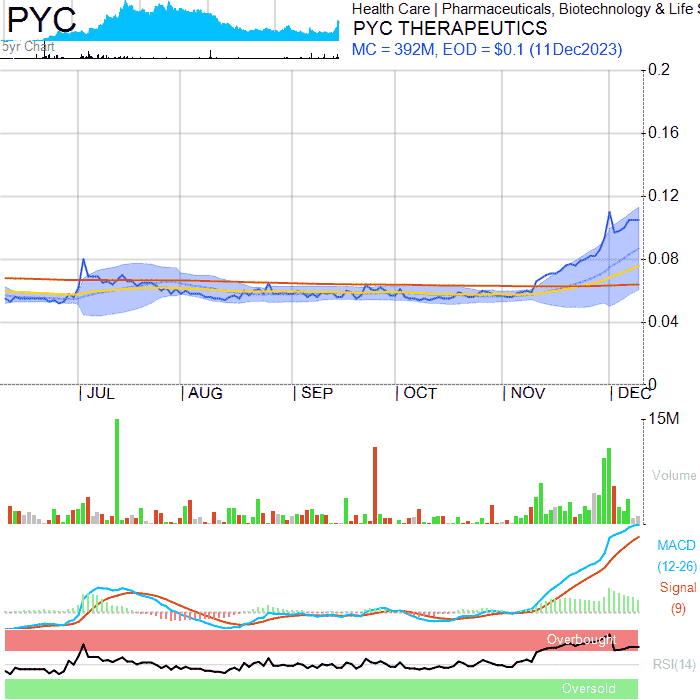 PYC
5yr Chart
Health Care | Pharmaceuticals, Biotechnology & Life S
PYC THERAPEUTICS
MC = 392M, EOD = $0.1 (11Dec2023)
0.2
0.16
0.12
0.08
0.04
0
JUL AUG SEP OCT NOV DEC
15M
Volume
MACD
(12-26)
Signal
(9)
Overbought
RSI(14)
Oversold